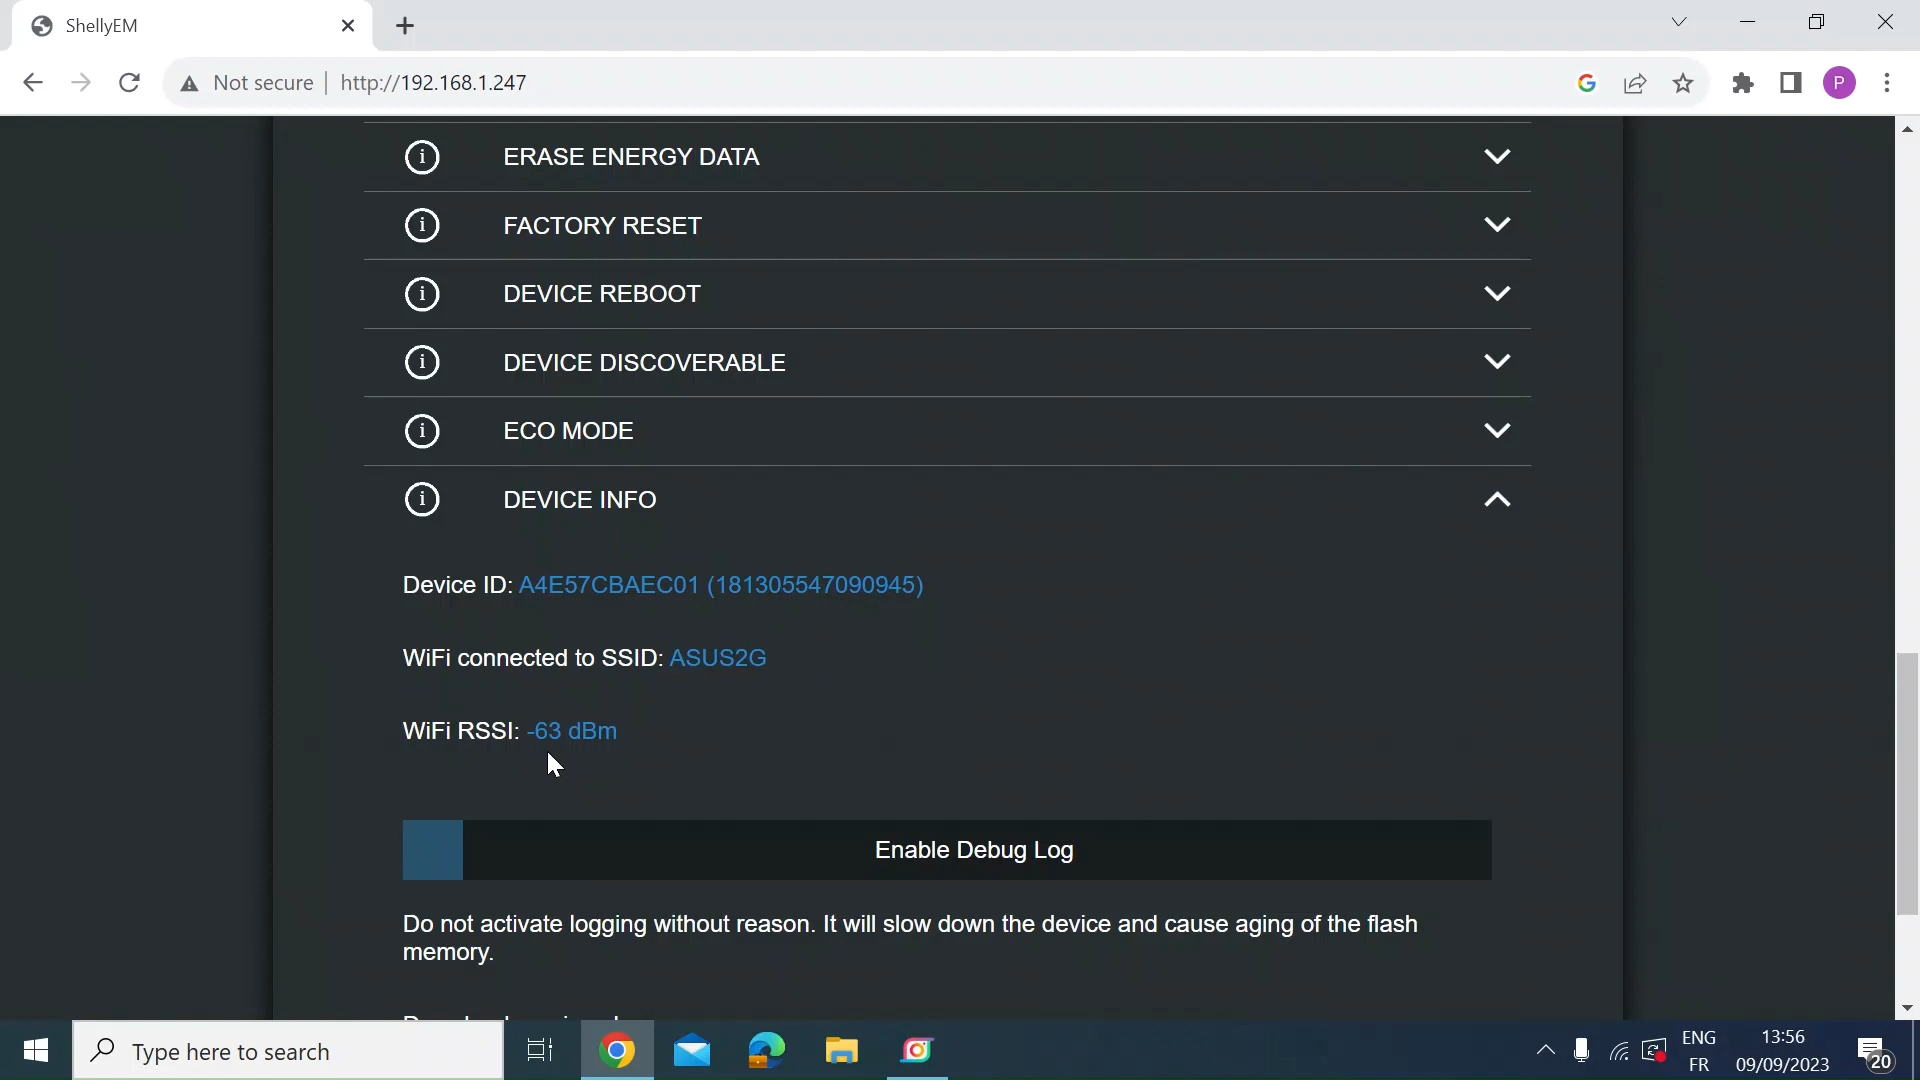 ShellyEM
Not secure | http://192.168.1.247
P
ERASE ENERGY DATA
FACTORY RESET
DEVICE REBOOT
DEVICE DISCOVERABLE
ECO MODE
DEVICE INFO
Device ID: A4E57CBAEC01 (181305547090945)
WiFi connected to SSID: ASUS2G
WiFi RSSI: -63 dBm
Enable Debug Log
Do not activate logging without reason. It will slow down the device and cause aging of the flash
memory.
Type here to search
ENG
FR
13:56
09/09/2023
20